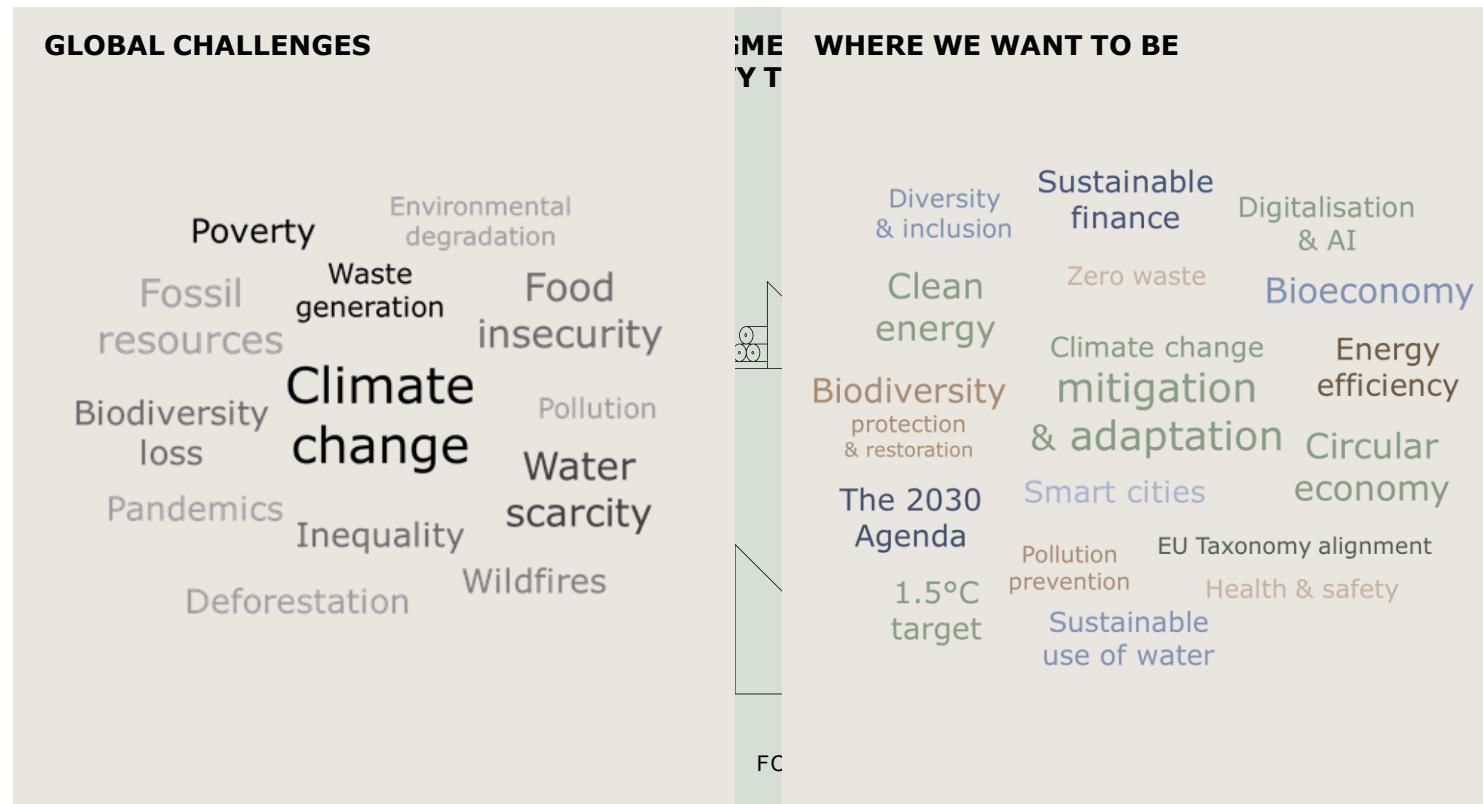 GLOBAL CHALLENGES
Poverty
Environmental
degradation
Waste
generation
Fossil
resources
Food
insecurity
Climate
change
Biodiversity
loss
Pollution
Water
scarcity
Pandemics
Inequality
Wildfires
Deforestation
WHERE WE WANT TO BE
Diversity
& inclusion
Sustainable
finance
Digitalisation
& AI
Clean
energy
Zero waste
Bioeconomy
Climate change
mitigation
& adaptation
Energy
efficiency
Biodiversity
protection
& restoration
Circular
economy
The 2030
Agenda
Smart cities
Pollution
prevention
EU Taxonomy alignment
1.5°C
target
Health & safety
Sustainable
use of water